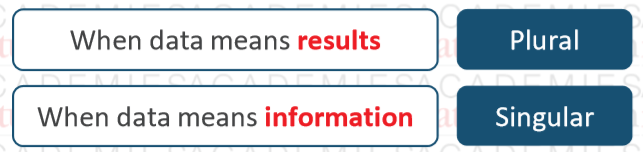 When data means results Plural
When data means information Singular